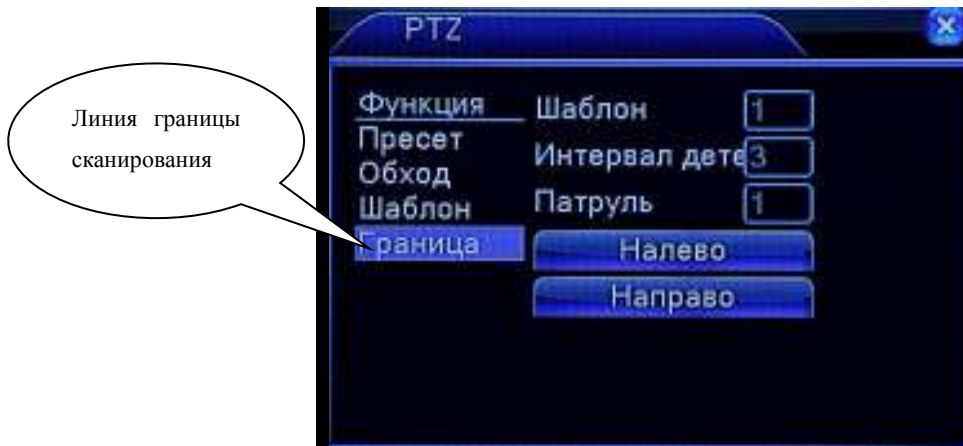 PTZ
Линия границы
сканирования
Функция
Пресет
Обход
Шаблон
Граница
Шаблон 1
Интервал дете 3
Патруль 1
Налево
Направо